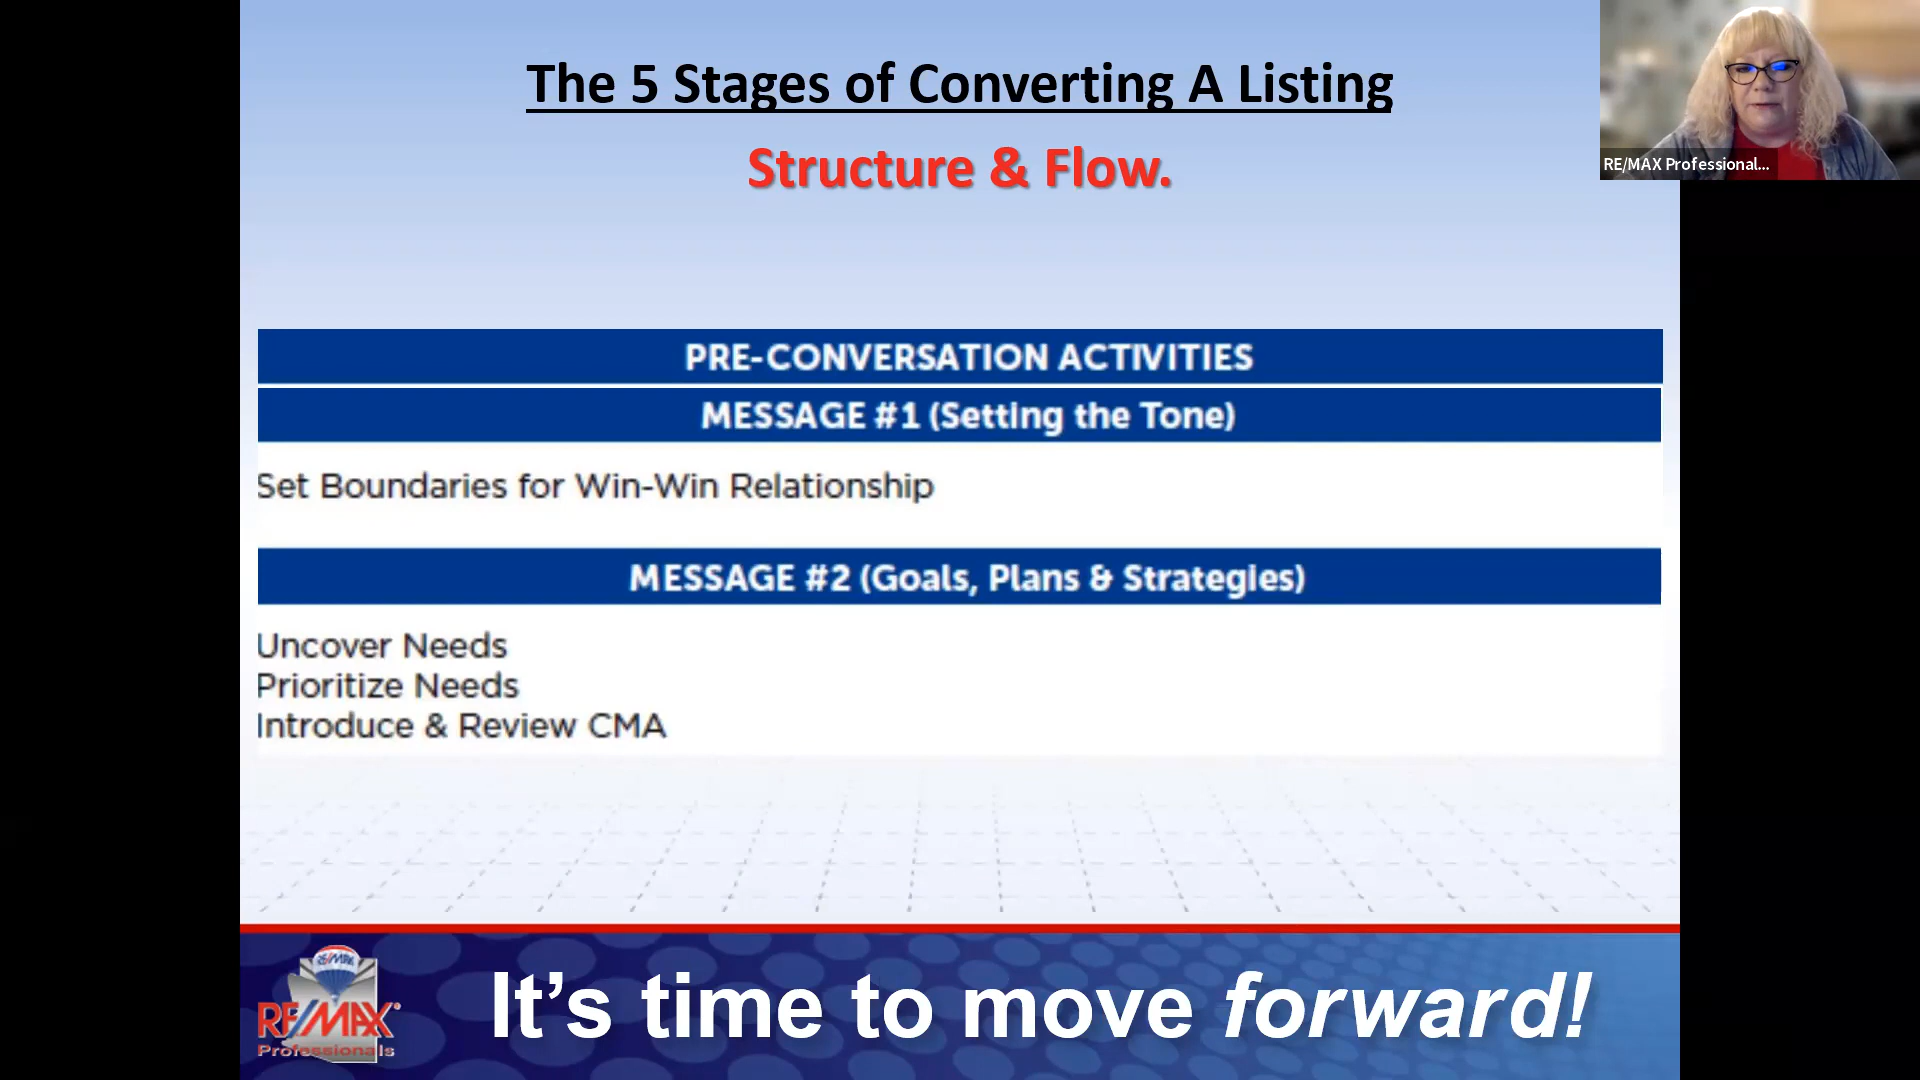 The 5 Stages of Converting A Listing
Structure & Flow.
RE/MAX Professional...
PRE-CONVERSATION ACTIVITIES
MESSAGE #1 (Setting the Tone)
Set Boundaries for Win-Win Relationship
MESSAGE #2 (Goals, Plans & Strategies)
Uncover Needs
Prioritize Needs
Introduce & Review CMA
RE/MAX
RE/MAX
Professionals
It’s time to move forward!